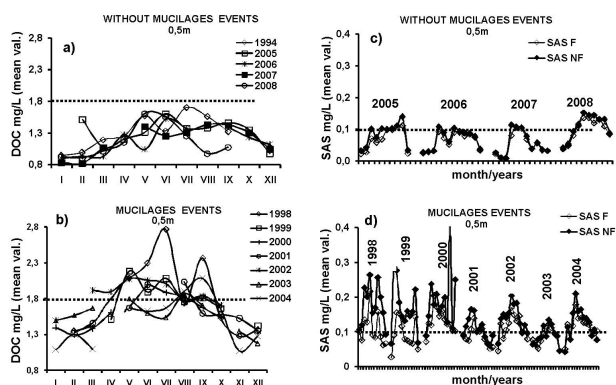 WITHOUT MUCILAGES EVENTS
0,5m
a)
1994
2005
2006
2007
2008
DOC mg/L (mean val.)
2,8
2,3
1,8
1,3
0,8
I II III IV V VI VII VIII IX X XII
WITHOUT MUCILAGES EVENTS
0,5m
c)
SAS F
SAS NF
SAS mg/L (mean val.)
0,4
0,3
0,2
0,1
0,0
2005
2006
2007
2008
month/years
MUCILAGES EVENTS
0,5m
b)
1998
1999
2000
2001
2002
2003
2004
DOC mg/L (mean val.)
2,8
2,3
1,8
1,3
0,8
I II III IV V VI VII VIII IX X XI XII
MUCILAGES EVENTS
0,5m
d)
SAS F
SAS NF
SAS mg/L (mean val.)
0,4
0,3
0,2
0,1
0
1998
1999
2000
2001
2002
2003
2004
month/years